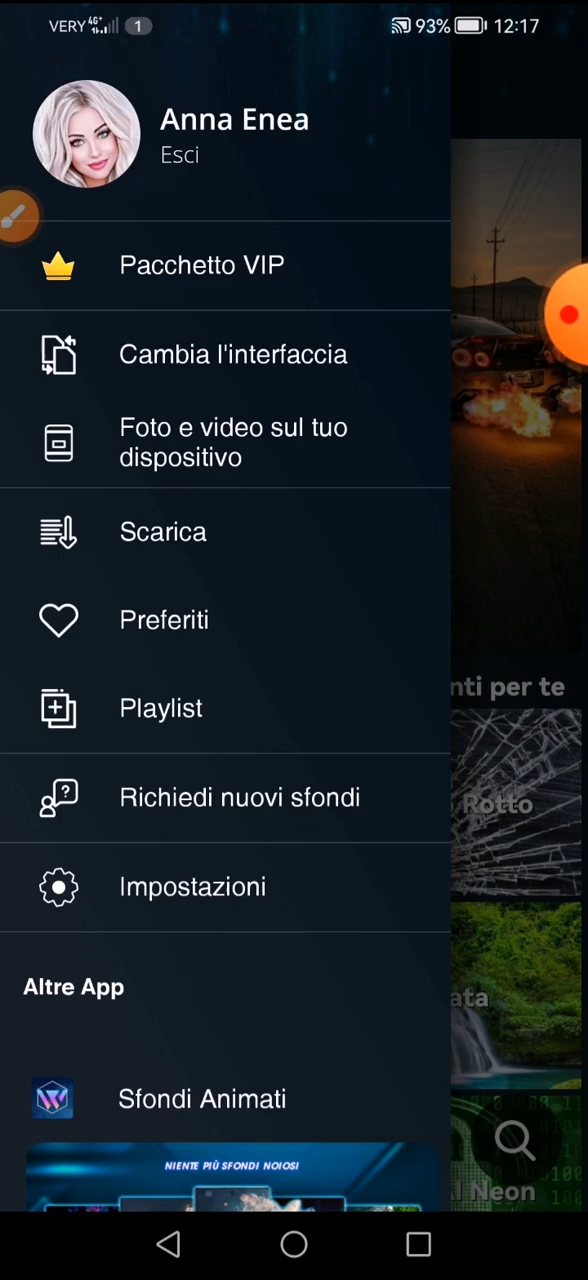 VERY 4G+ 1 93% 12:17
Anna Enea
Esci
Pacchetto VIP
Cambia l'interfaccia
Foto e video sul tuo
dispositivo
Scarica
nti per te
Preferiti
Playlist
Rotto
Richiedi nuovi sfondi
Impostazioni
Altre App
ata
Sfondi Animati
NIENTE PIÙ SFONDI NOIOSI
l Neon